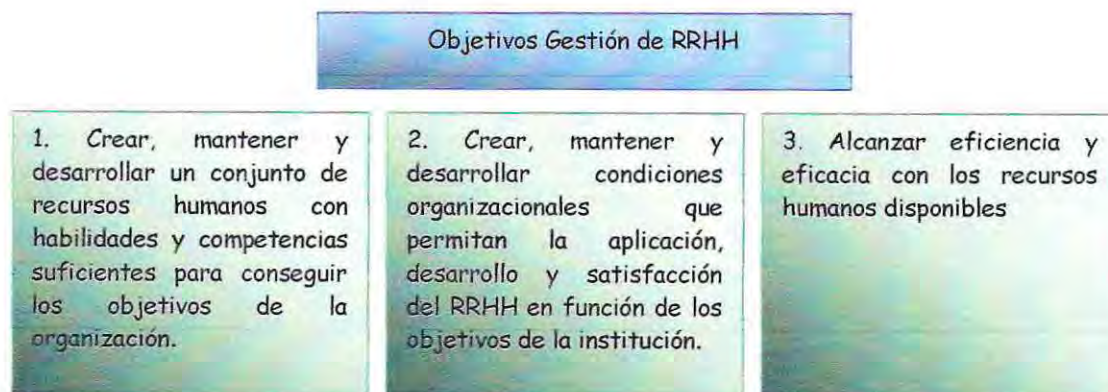 Objetivos Gestión de RRHH
1. Crear, mantener y
desarrollar un conjunto de
recursos humanos con
habilidades y competencias
suficientes para conseguir
los objetivos de la
organización.
2. Crear, mantener y
desarrollar condiciones
organizacionales que
permitan la aplicación,
desarrollo y satisfacción
del RRHH en función de los
objetivos de la institución.
3. Alcanzar eficiencia y
eficacia con los recursos
humanos disponibles